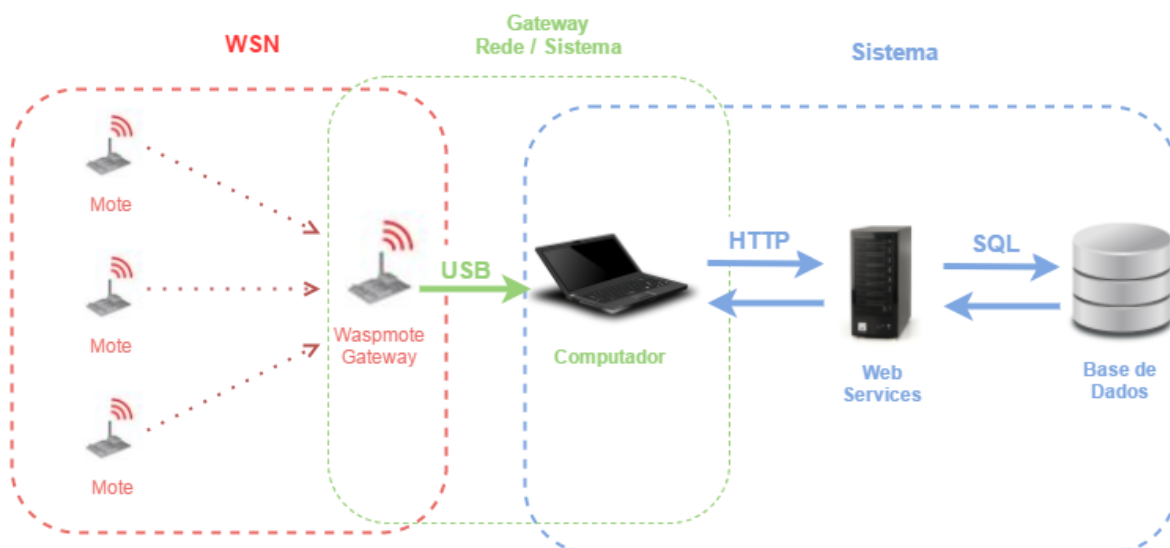 WSN
Gateway
Rede / Sistema
Sistema
Mote
Mote
Mote
Waspmote
Gateway
USB
Computador
HTTP
Web
Services
SQL
Base de
Dados